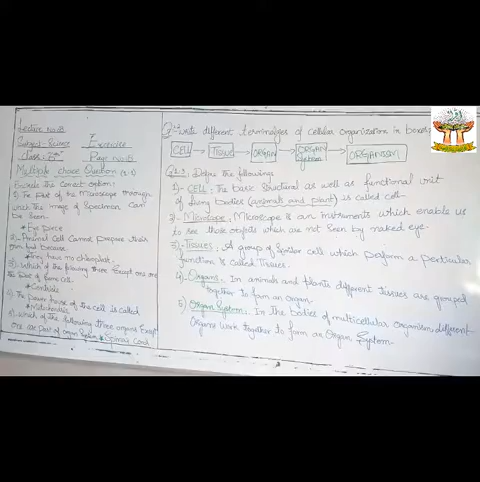 Lecture no#8
Subject-Science Exercise
Class- 6th Page no#13
Multiple choice Question (2.1)
Encircle the Correct option:
1) The Part of the Microscope through
which the image of Specimen Can
be Seen.
*Eye piece
2) Animal Cell Cannot prepare their
own food because
*They have no chloroplast.
3) Which of the following three except one are
the Part of
4) The Power house of the cell is called
*Mitochondria
5) Which of the following three organs Except
one are Part of organ System *Spinal Cord
Write different terminologies of cellular organization in boxes
CELL → TISSUE → ORGAN → ORGAN System → ORGANISM
Define the following
1) CELL: The basic structural as well as functional unit
of living bodies (animals and plant) is called cell.
2) Microscope: Microscope is an instruments which enable us
to see those objects which are not seen by naked eye.
3) Tissues: A group of similar cell which perform a particular
function is called Tissue.
4) Organs: In animals and plants different tissues are grouped
together to form an Organ.
5) Organ System: In the bodies of multicellular Organism different
Organs work together to form an Organ System